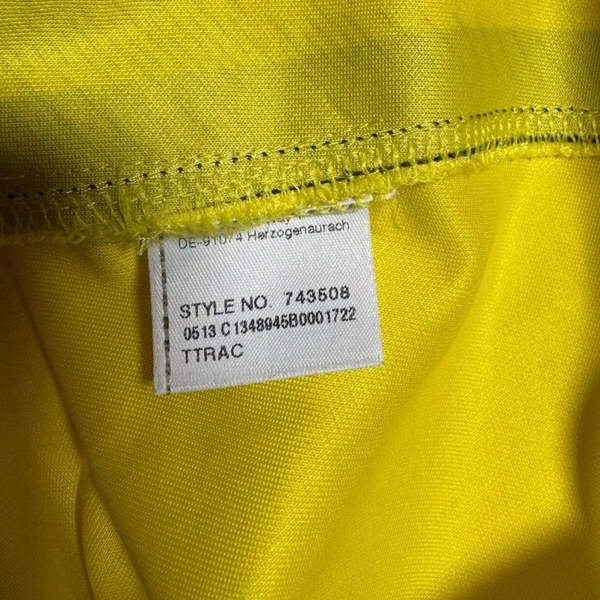 DE-91074 Herzogenaurach
STYLE NO. 743508
0513 C1348945B0001722
TTRAC